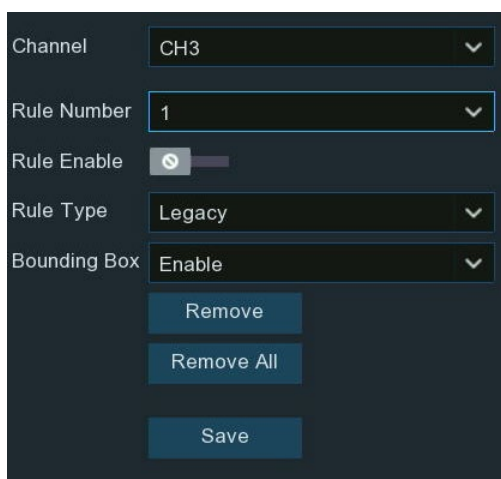 Channel CH3
Rule Number 1
Rule Enable
Rule Type Legacy
Bounding Box Enable
Remove
Remove All
Save